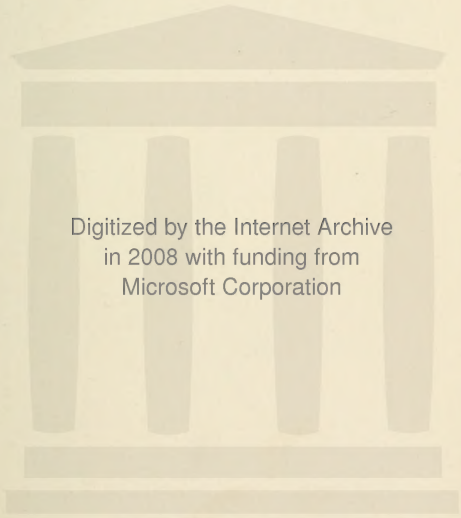 Digitized by the Internet Archive
in 2008 with funding from
Microsoft Corporation